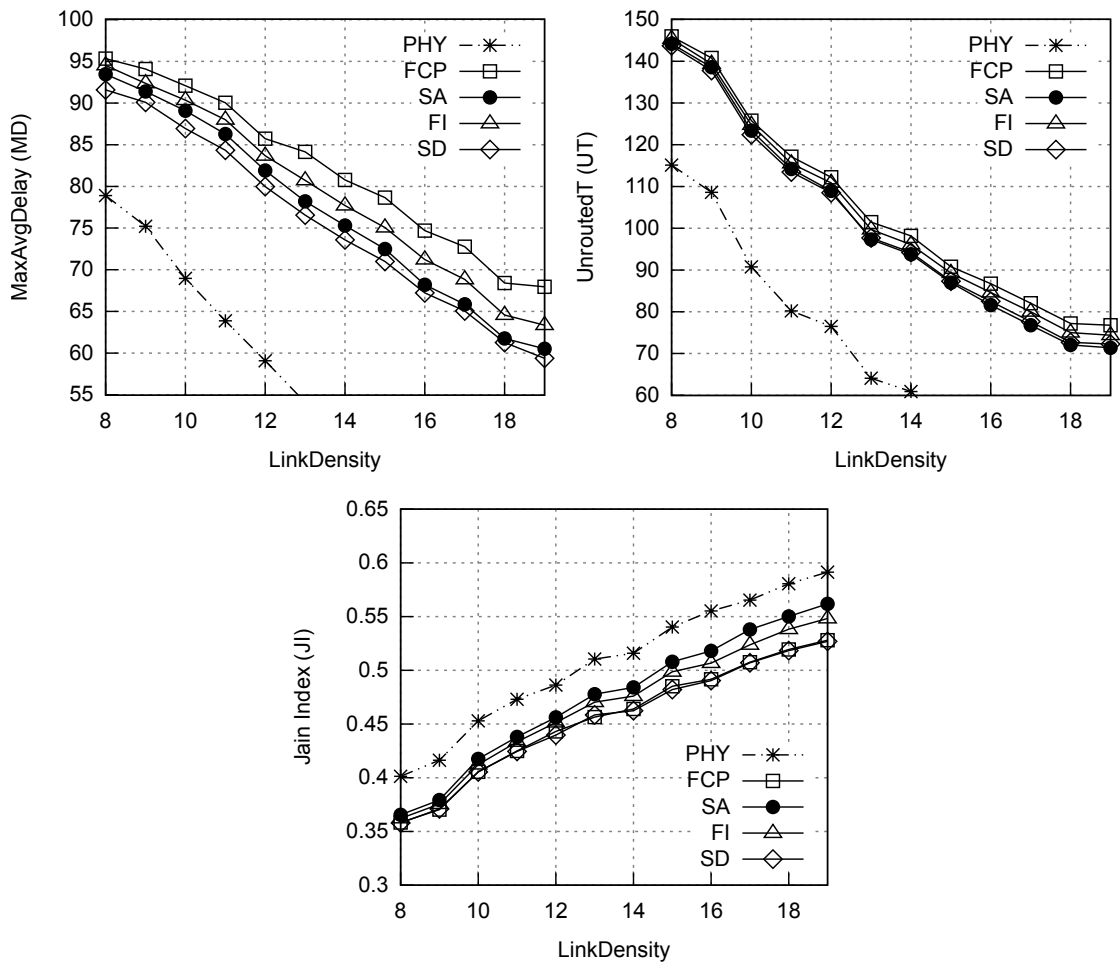 MaxAvgDelay (MD)
100
95
90
85
80
75
70
65
60
55
8 10 12 14 16 18
LinkDensity
PHY
FCP
SA
FI
SD
UnroutedT (UT)
150
140
130
120
110
100
90
80
70
60
8 10 12 14 16 18
LinkDensity
PHY
FCP
SA
FI
SD
Jain Index (JI)
0.65
0.6
0.55
0.5
0.45
0.4
0.35
0.3
8 10 12 14 16 18
LinkDensity
PHY
FCP
SA
FI
SD